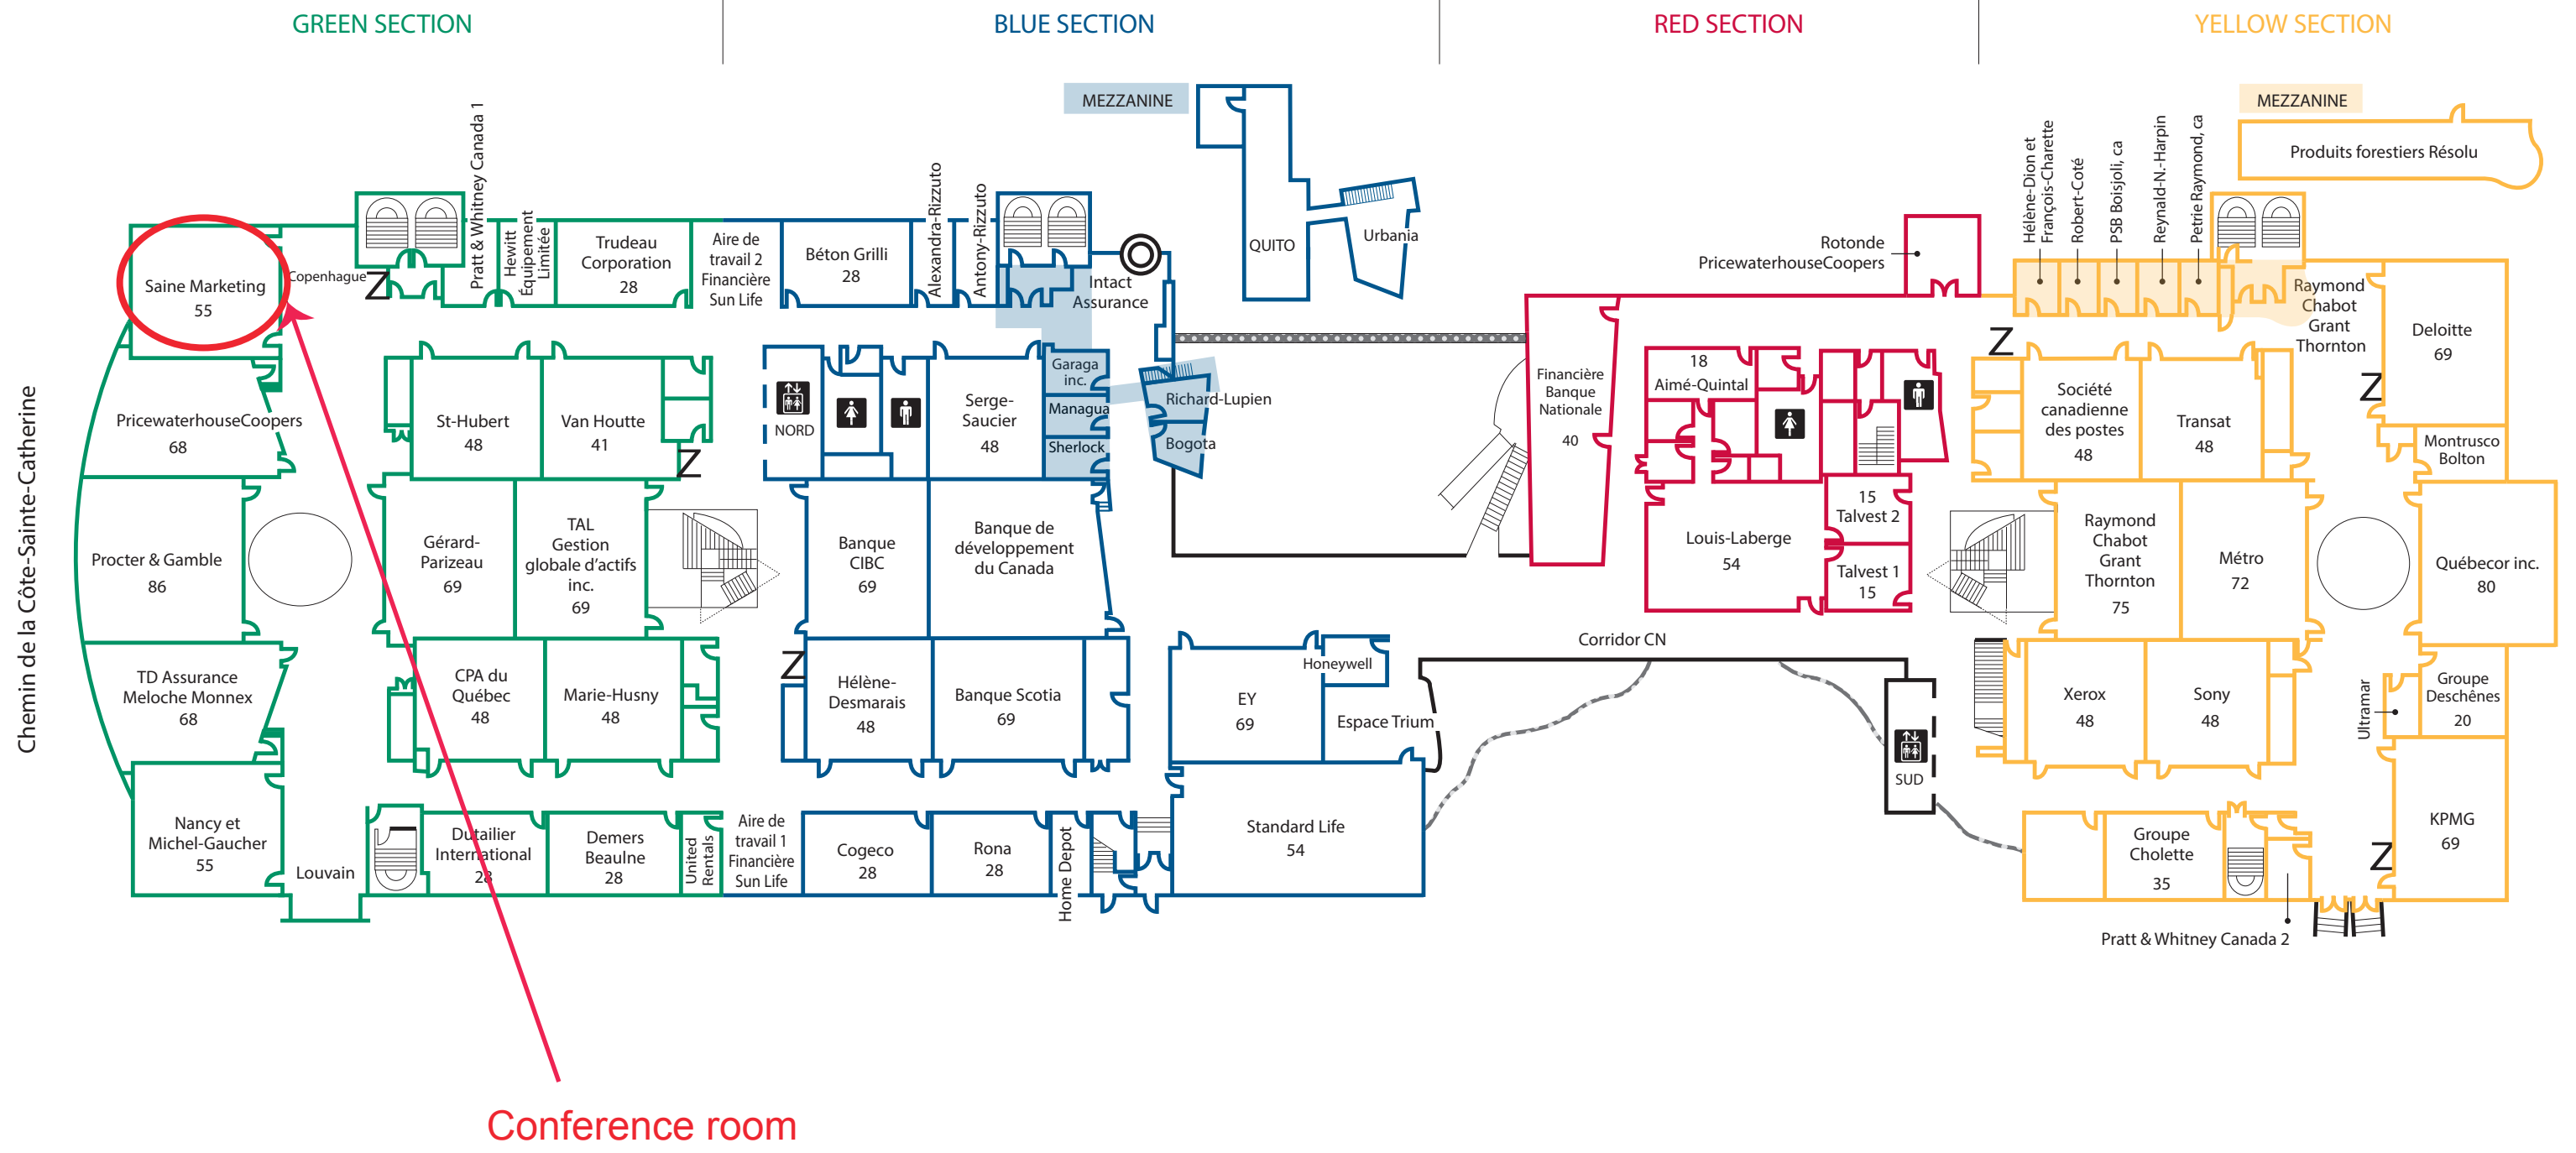 GREEN SECTION
BLUE SECTION
RED SECTION
YELLOW SECTION
MEZZANINE
MEZZANINE
Produits forestiers Résolu
Chemin de la Côte-Sainte-Catherine
Saine Marketing
55
Copenhague
Z
Pratt & Whitney Canada 1
Hewitt
Équipement
Limitée
Trudeau
Corporation
28
Aire de
travail 2
Financière
Sun Life
Béton Grilli
28
Alexandra-Rizzuto
Antony-Rizzuto
Intact
Assurance
QUITO
Urbania
Rotonde
PricewaterhouseCoopers
Hélène-Dion et
François-Charette
Robert-Coté
PSB Boisjoli, ca
Reynald-N.-Harpin
Petrie Raymond, ca
Raymond
Chabot
Grant
Thornton
Deloitte
69
Z
Z
PricewaterhouseCoopers
68
St-Hubert
48
Van Houtte
41
Z
NORD
Serge-
Saucier
48
Garaga
inc.
Managua
Sherlock
Richard-Lupien
Bogota
Financière
Banque
Nationale
40
18
Aimé-Quintal
Société
canadienne
des postes
48
Transat
48
Montrusco
Bolton
Procter & Gamble
86
Gérard-
Parizeau
69
TAL
Gestion
globale d’actifs
inc.
69
Banque
CIBC
69
Banque de
développement
du Canada
Louis-Laberge
54
15
Talvest 2
Talvest 1
15
Raymond
Chabot
Grant
Thornton
75
Métro
72
Québecor inc.
80
TD Assurance
Meloche Monnex
68
CPA du
Québec
48
Marie-Husny
48
Z
Hélène-
Desmarais
48
Banque Scotia
69
EY
69
Honeywell
Espace Trium
Corridor CN
SUD
Xerox
48
Sony
48
Ultramar
Groupe
Deschênes
20
Nancy et
Michel-Gaucher
55
Louvain
Dutailier
International
28
Demers
Beaulne
28
United
Rentals
Aire de
travail 1
Financière
Sun Life
Cogeco
28
Rona
28
Home Depot
Standard Life
54
Groupe
Cholette
35
Z
KPMG
69
Pratt & Whitney Canada 2
Conference room